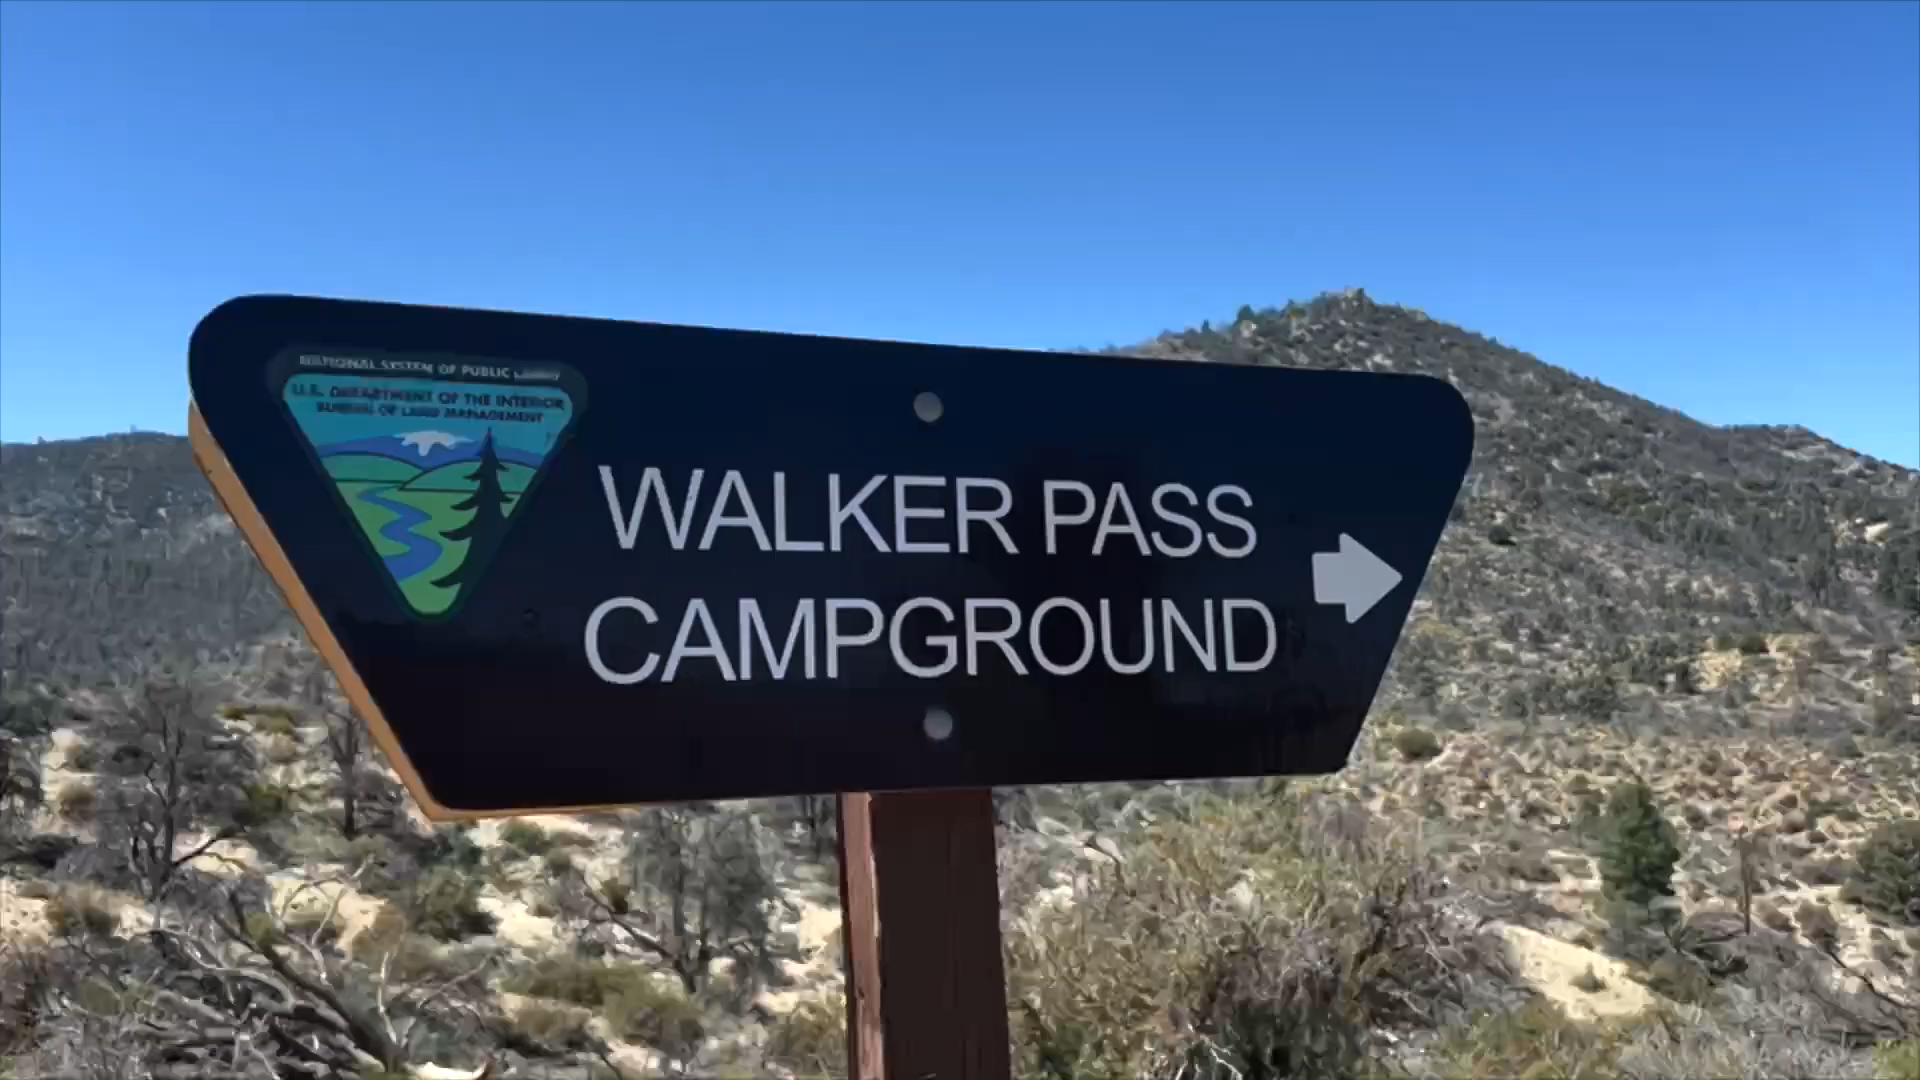 NATIONAL SYSTEM OF PUBLIC LANDS
U.S. DEPARTMENT OF THE INTERIOR
BUREAU OF LAND MANAGEMENT
WALKER PASS
CAMPGROUND